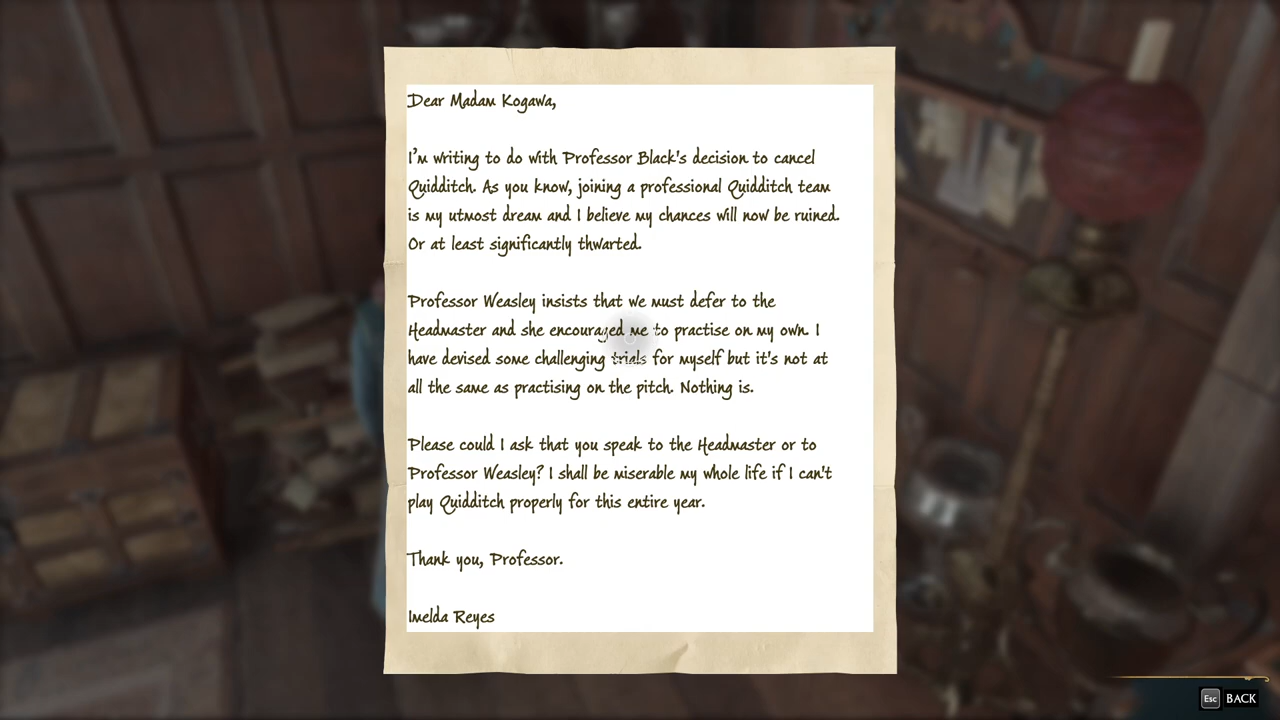 Dear Madam Kogawa,
I'm writing to do with Professor Black's decision to cancel
Quidditch. As you know, joining a professional Quidditch team
is my utmost dream and I believe my chances will now be ruined.
Or at least significantly thwarted.
Professor Weasley insists that we must defer to the
Headmaster and she encouraged me to practise on my own. I
have devised some challenging trials for myself but it's not at
all the same as practising on the pitch. Nothing is.
Please could I ask that you speak to the Headmaster or to
Professor Weasley? I shall be miserable my whole life if I can't
play Quidditch properly for this entire year.
Thank you, Professor.
Imelda Reyes
Esc BACK